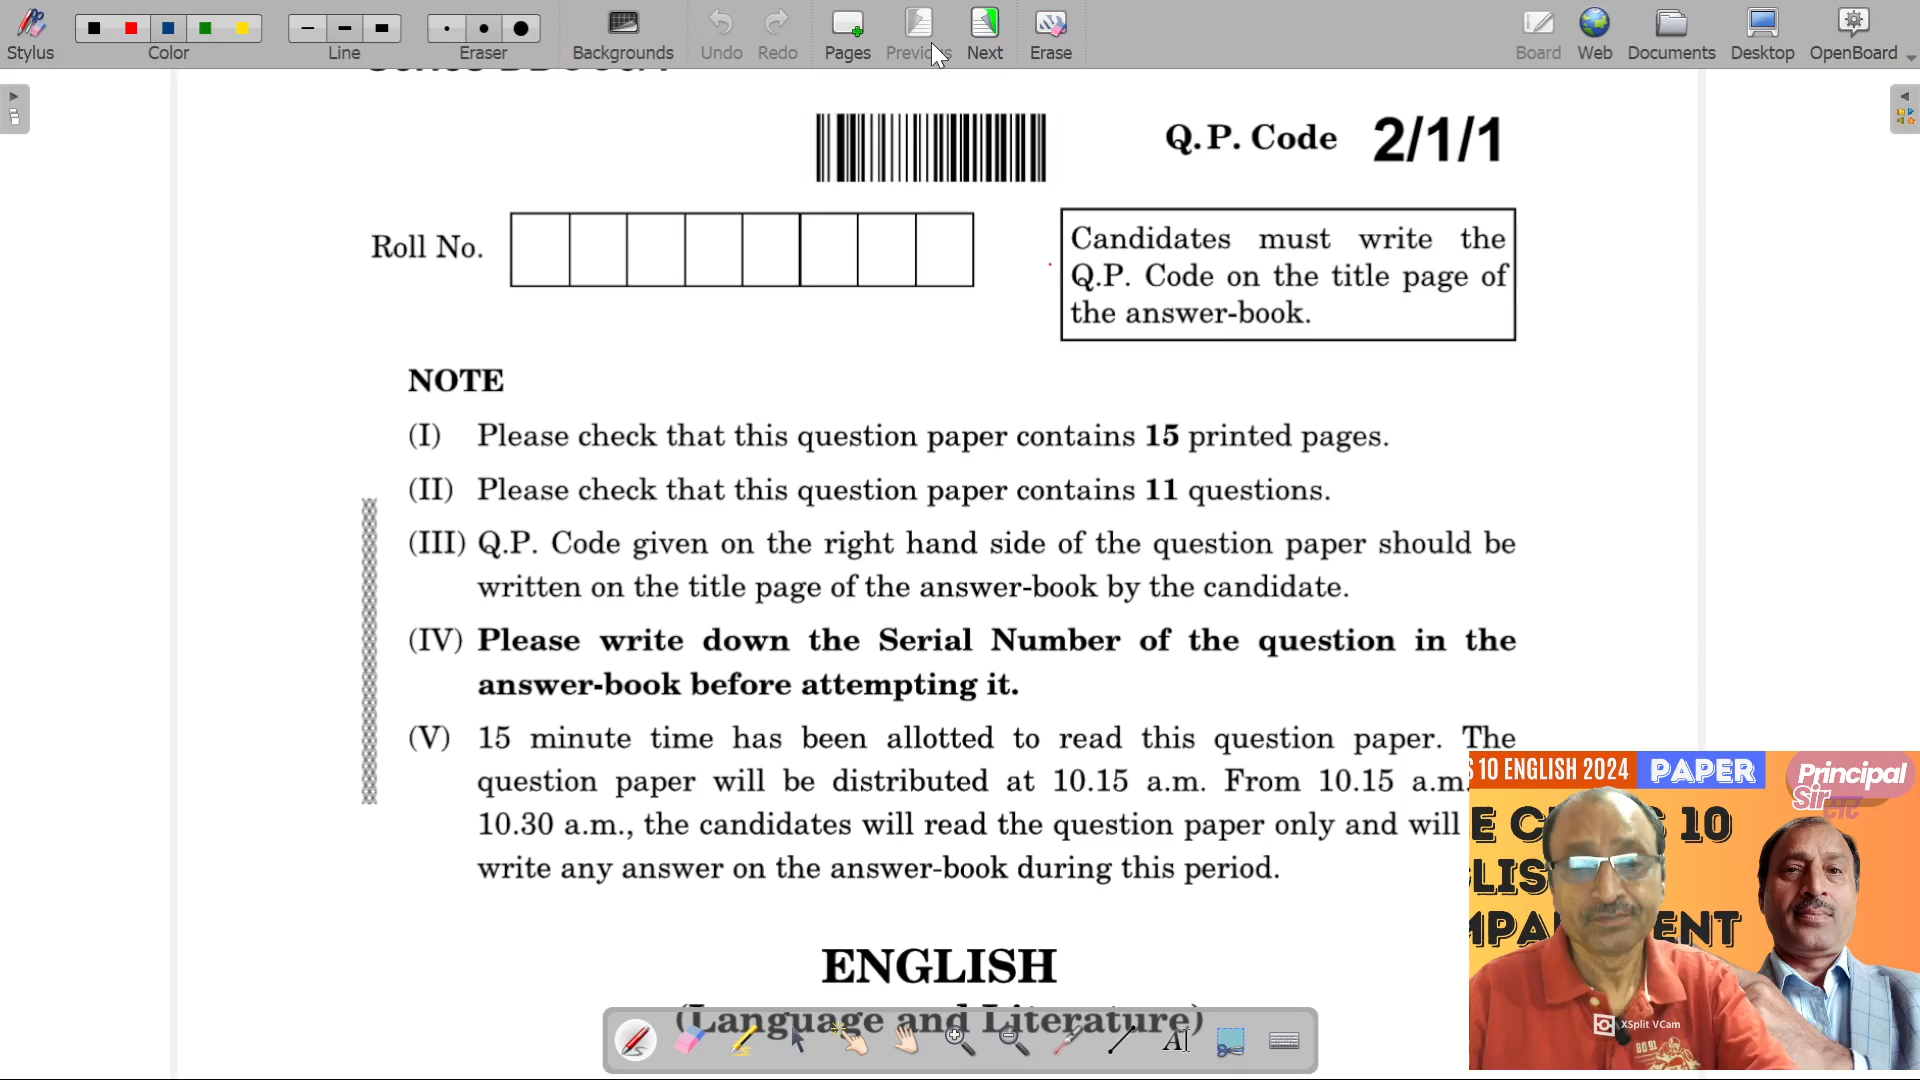 Stylus
Color
Line
Eraser
Backgrounds
Undo
Redo
Pages
Next
Erase
Board
Web
Documents
Desktop
OpenBoard
Q.P. Code 2/1/1
Roll No.
Candidates must write the
Q.P. Code on the title page of
the answer-book.
NOTE
(I) Please check that this question paper contains 15 printed pages.
(II) Please check that this question paper contains 11 questions.
(III) Q.P. Code given on the right hand side of the question paper should be
written on the title page of the answer-book by the candidate.
(IV) Please write down the Serial Number of the question in the
answer-book before attempting it.
(V) 15 minute time has been allotted to read this question paper. The
question paper will be distributed at 10.15 a.m. From 10.15 a.m.
10.30 a.m., the candidates will read the question paper only and will
write any answer on the answer-book during this period.
ENGLISH
(Language and Literature)
10 ENGLISH 2024 PAPER
Principal
Sir
10
XSplit VCam